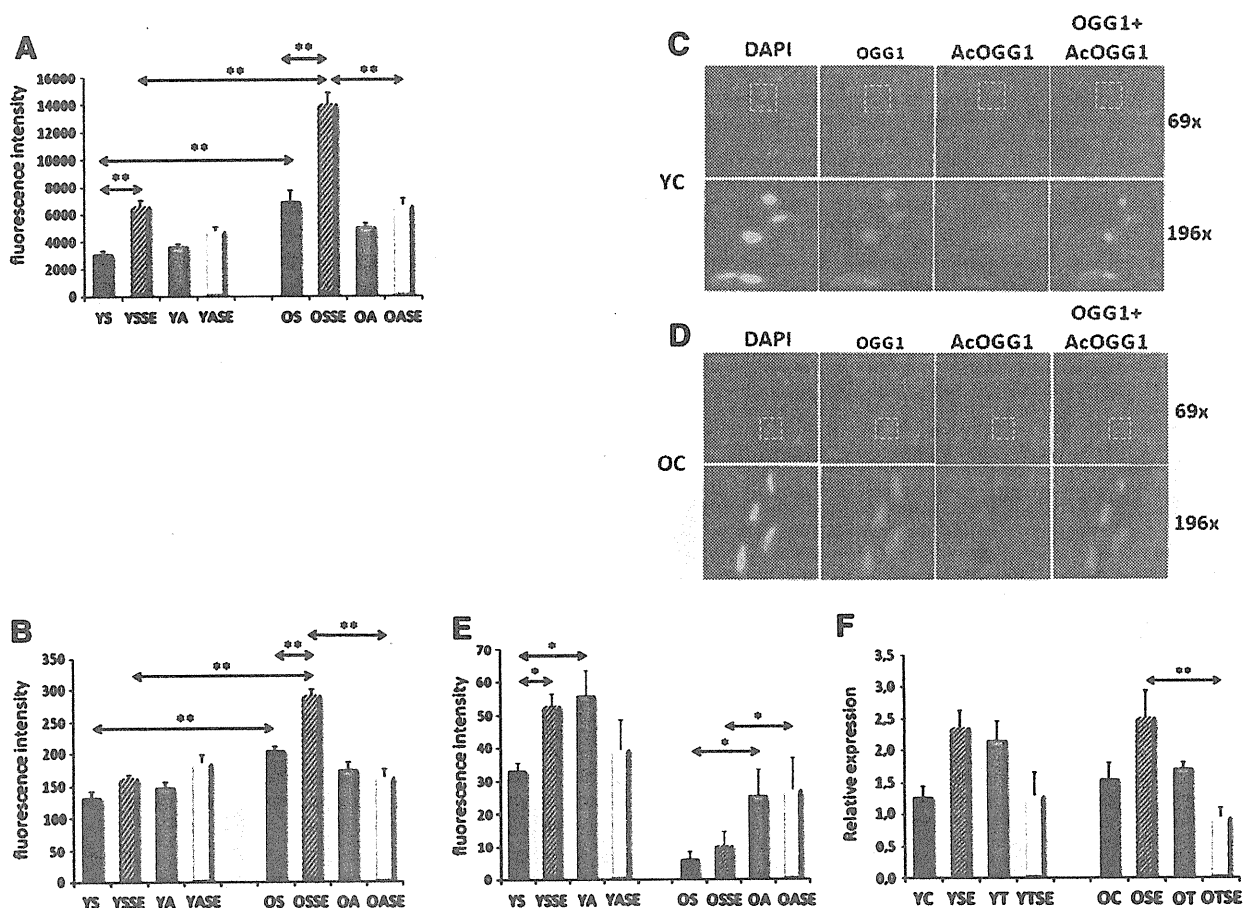 A
**
**
**
**
**
fluorescence intensity
16000
14000
12000
10000
8000
6000
4000
2000
0
YS YSSE YA YASE OS OSSE OA OASE
C
DAPI OGG1 AcOGG1 OGG1+
AcOGG1
YC
69x
196x
D
DAPI OGG1 AcOGG1 OGG1+
AcOGG1
OC
69x
196x
B
**
**
**
**
fluorescence intensity
350
300
250
200
150
100
50
0
YS YSSE YA YASE OS OSSE OA OASE
E
*
*
*
*
fluorescence intensity
70
60
50
40
30
20
10
0
YS YSSE YA YASE OS OSSE OA OASE
F
**
Relative expression
3,5
3,0
2,5
2,0
1,5
1,0
0,5
0,0
YC YSE YT YTSE OC OSE OT OTSE